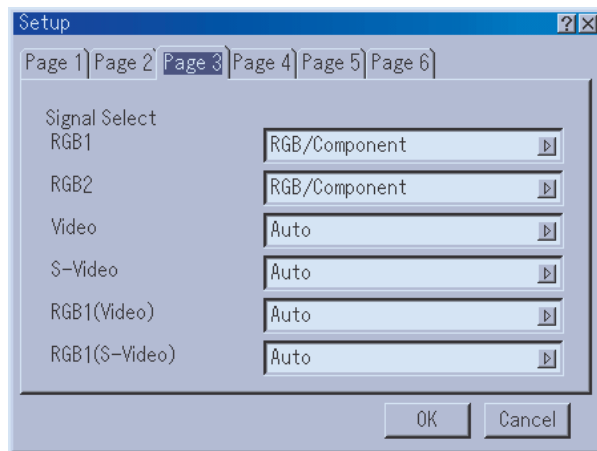 Setup ? X
Page 1 Page 2 Page 3 Page 4 Page 5 Page 6
Signal Select
RGB1 RGB/Component
RGB2 RGB/Component
Video Auto
S-Video Auto
RGB1(Video) Auto
RGB1(S-Video) Auto
OK Cancel